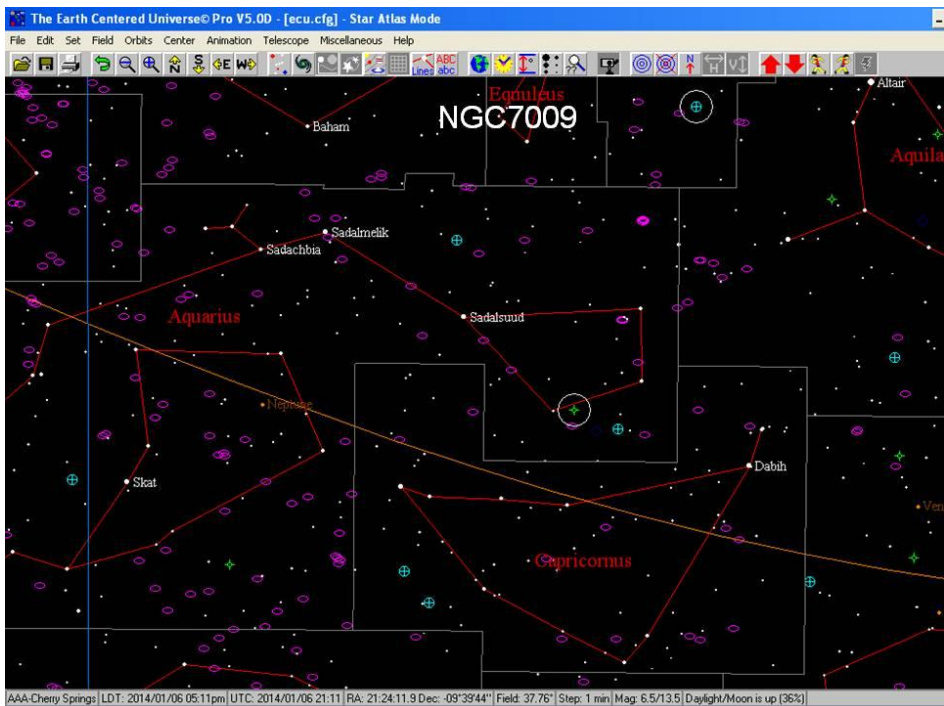 The Earth Centered Universe© Pro V5.0D - [ecu.cfg] - Star Atlas Mode
File Edit Set Field Orbits Center Animation Telescope Miscellaneous Help
N S E W Lines ABC abc N H V
Equuleus
Altair
NGC7009
Baham
Aquila
Sadalmelik
Sadachbia
Aquarius
Sadalsuud
Neptune
Dabih
Skat
Ven
Capricornus
AAA-Cherry Springs LDT: 2014/01/06 05:11pm UTC: 2014/01/06 21:11 RA: 21:24:11.9 Dec: -09°39'44" Field: 37.76° Step: 1 min Mag: 6.5/13.5 Daylight/Moon is up (36%)